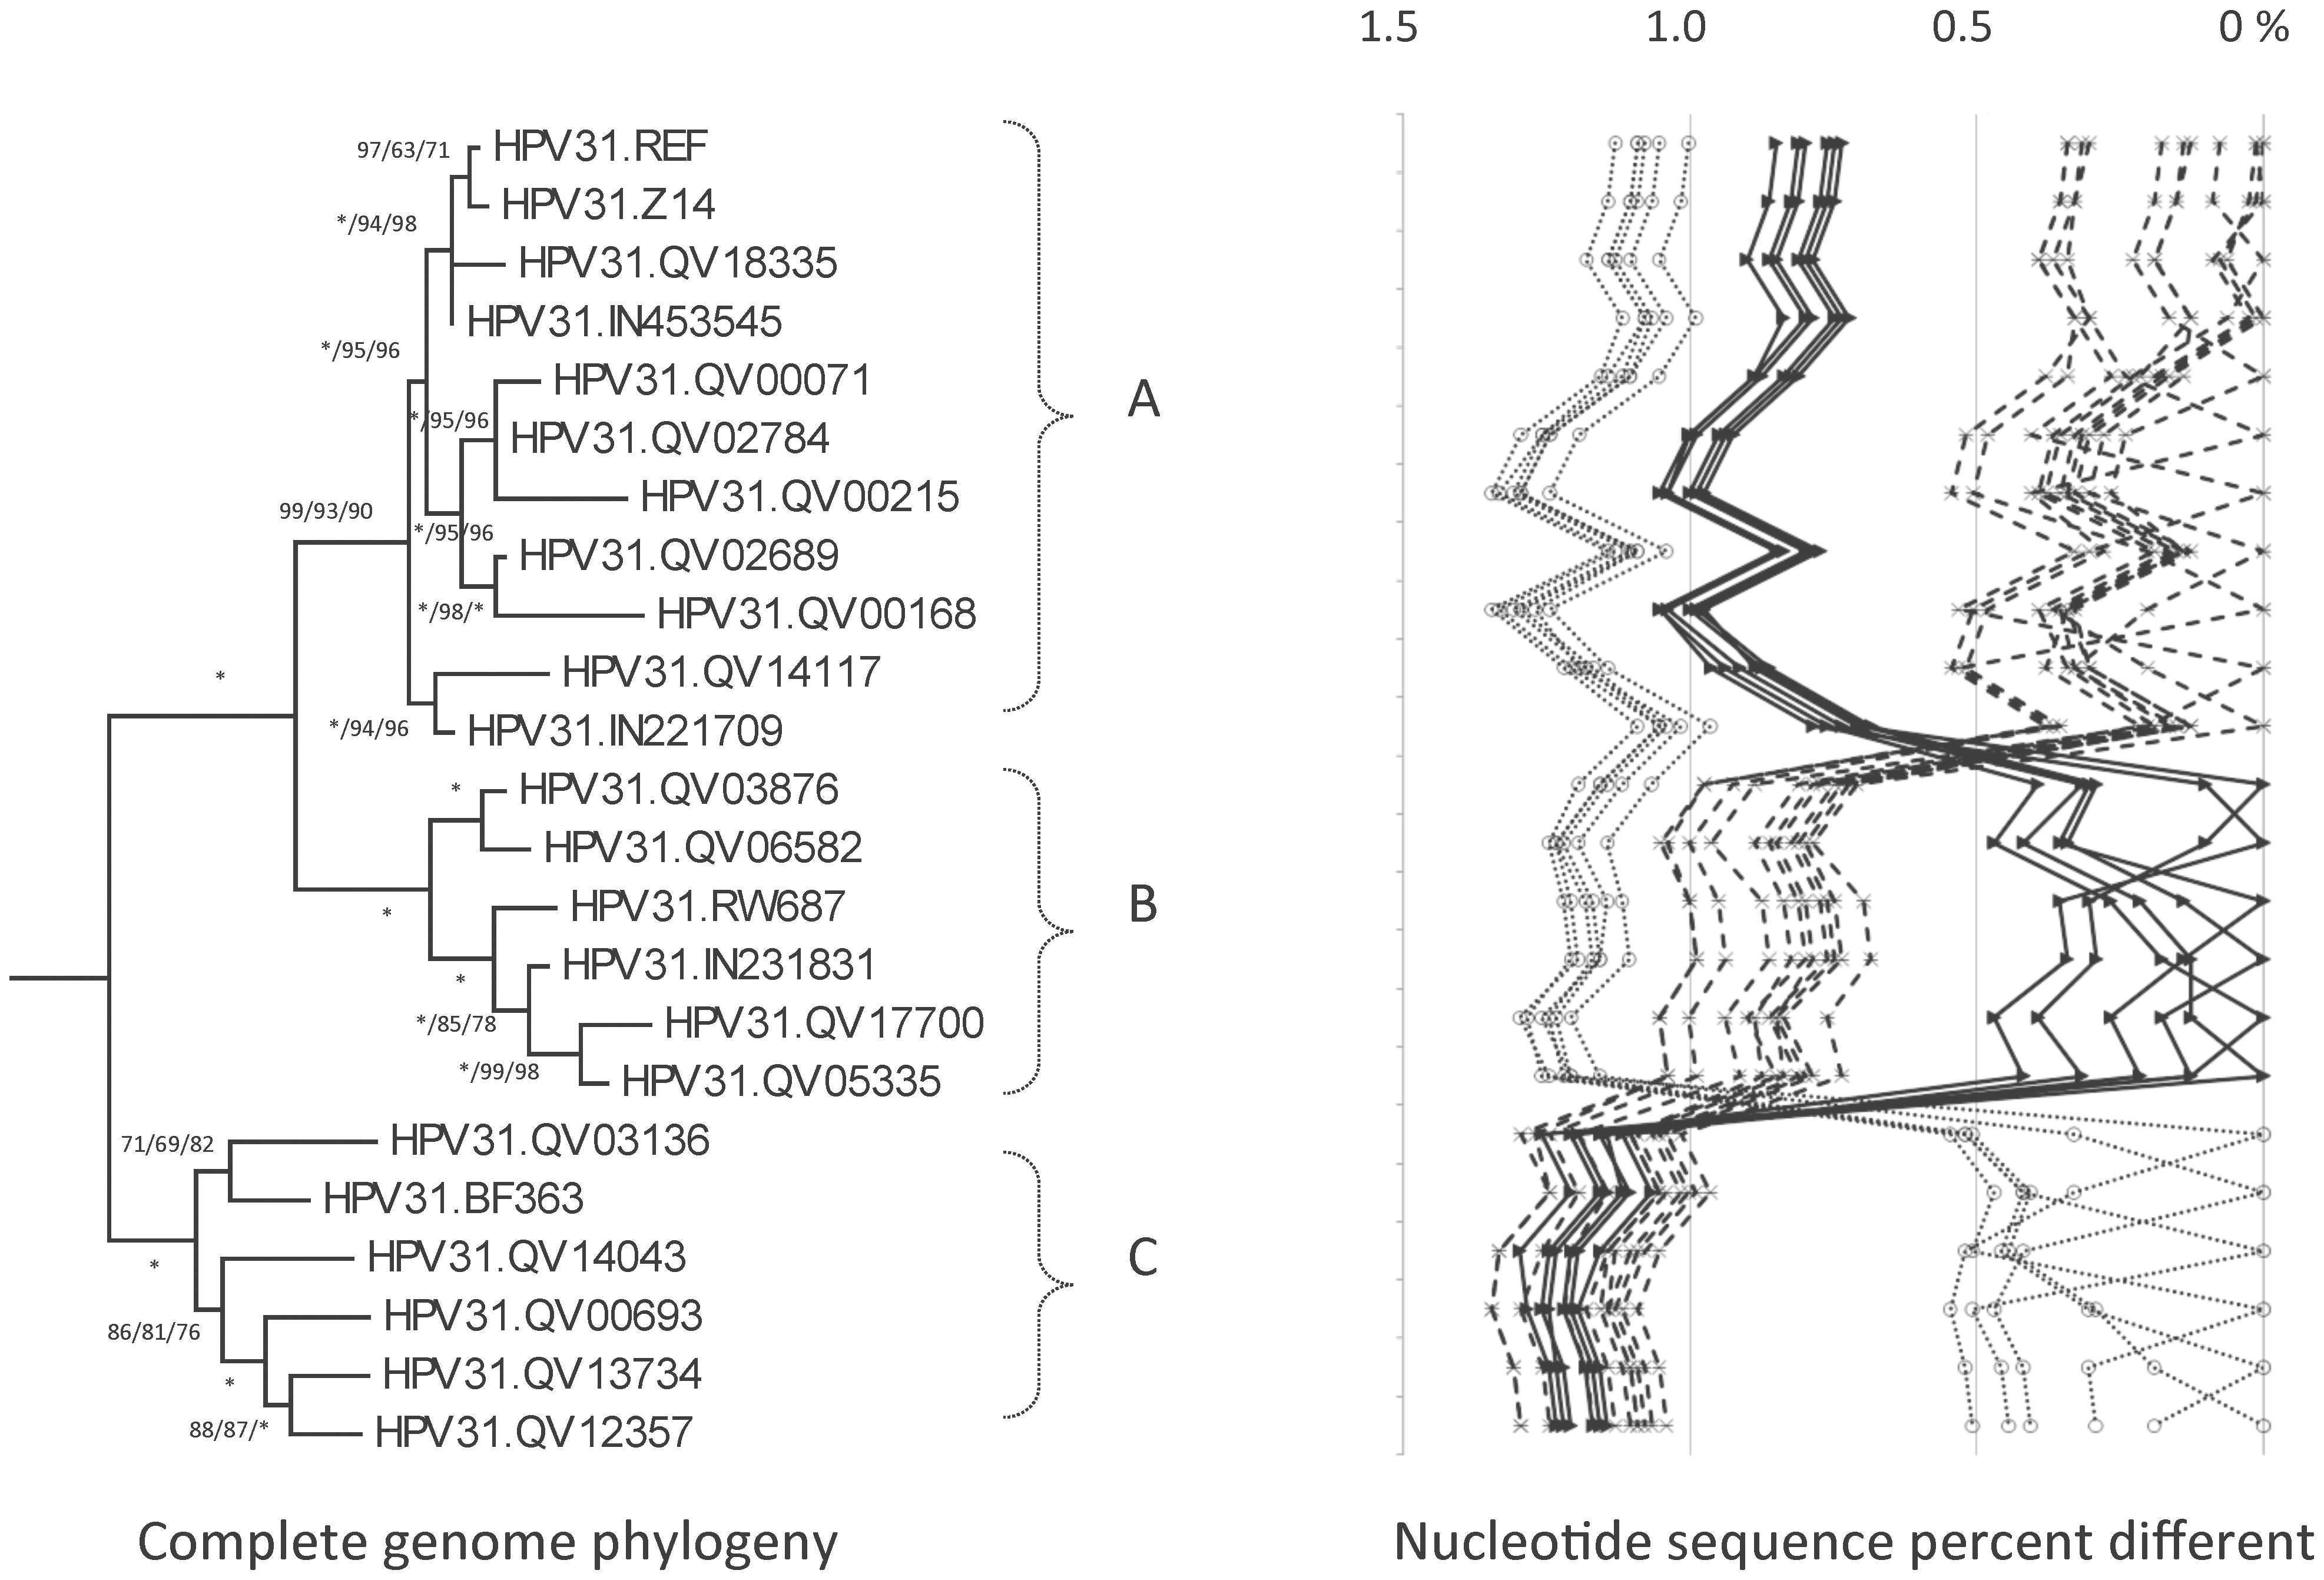 1.5 1.0 0.5 0 %
97/63/71 HPV31.REF
HPV31.Z14
*/94/98
HPV31.QV18335
HPV31.IN453545
*/95/96
HPV31.QV00071
A
*/95/96
HPV31.QV02784
HPV31.QV00215
99/93/90
*/95/96
HPV31.QV02689
*/98/*
HPV31.QV00168
*
HPV31.QV14117
*/94/96
HPV31.IN221709
*
HPV31.QV03876
HPV31.QV06582
*
HPV31.RW687
B
*
HPV31.IN231831
*/85/78
HPV31.QV17700
*/99/98
HPV31.QV05335
71/69/82
HPV31.QV03136
HPV31.BF363
*
HPV31.QV14043
C
86/81/76
HPV31.QV00693
*
HPV31.QV13734
88/87/*
HPV31.QV12357
Complete genome phylogeny
Nucleotide sequence percent different